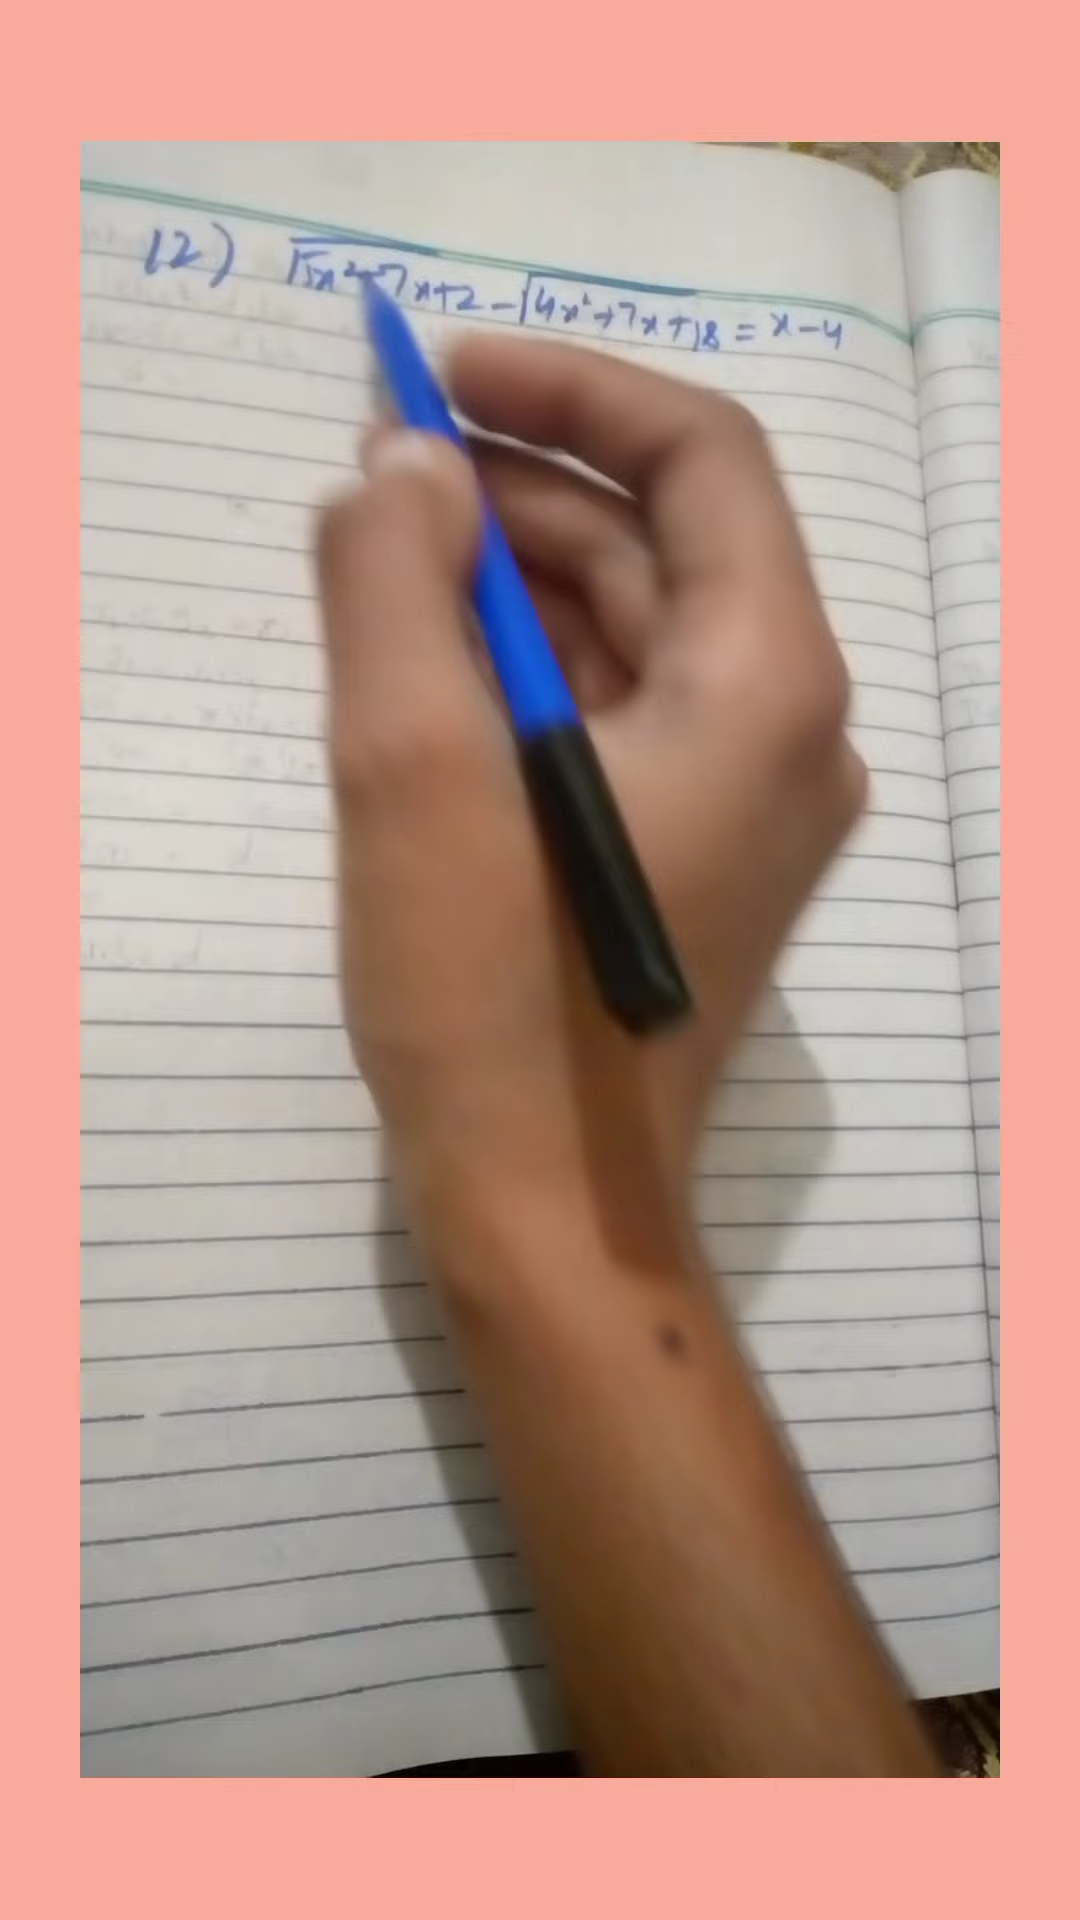 12) √5x²+7x+2 - √4x²+7x+18 = x-4